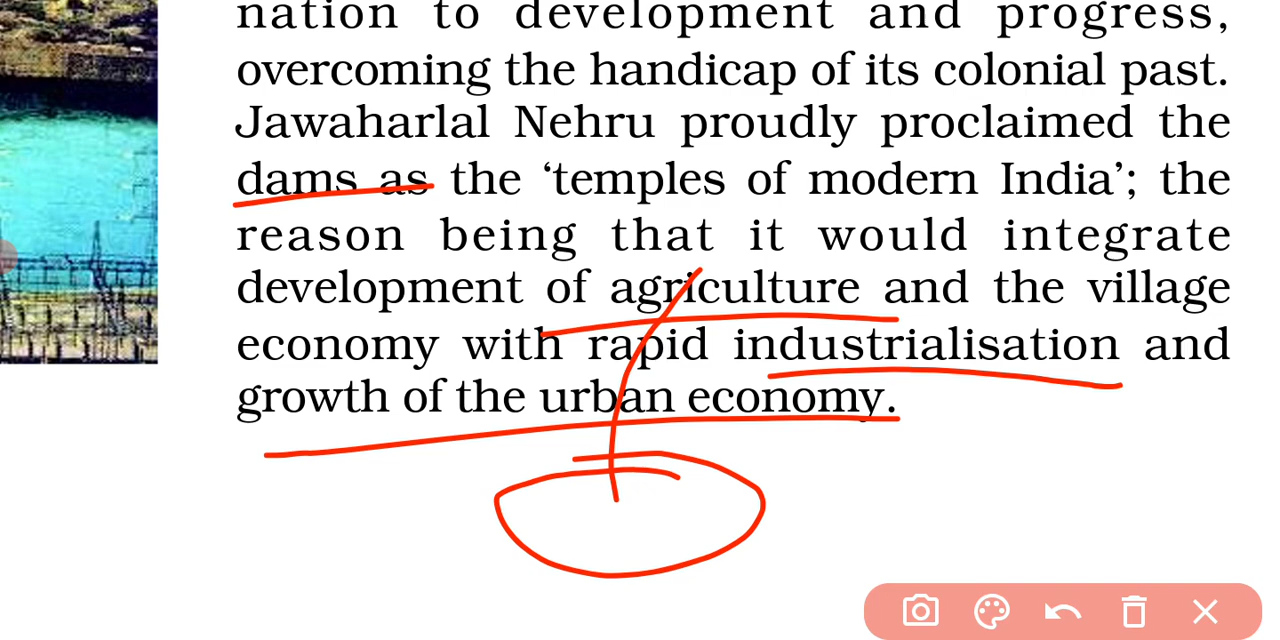 nation to development and progress,
overcoming the handicap of its colonial past.
Jawaharlal Nehru proudly proclaimed the
dams as the ‘temples of modern India’; the
reason being that it would integrate
development of agriculture and the village
economy with rapid industrialisation and
growth of the urban economy.